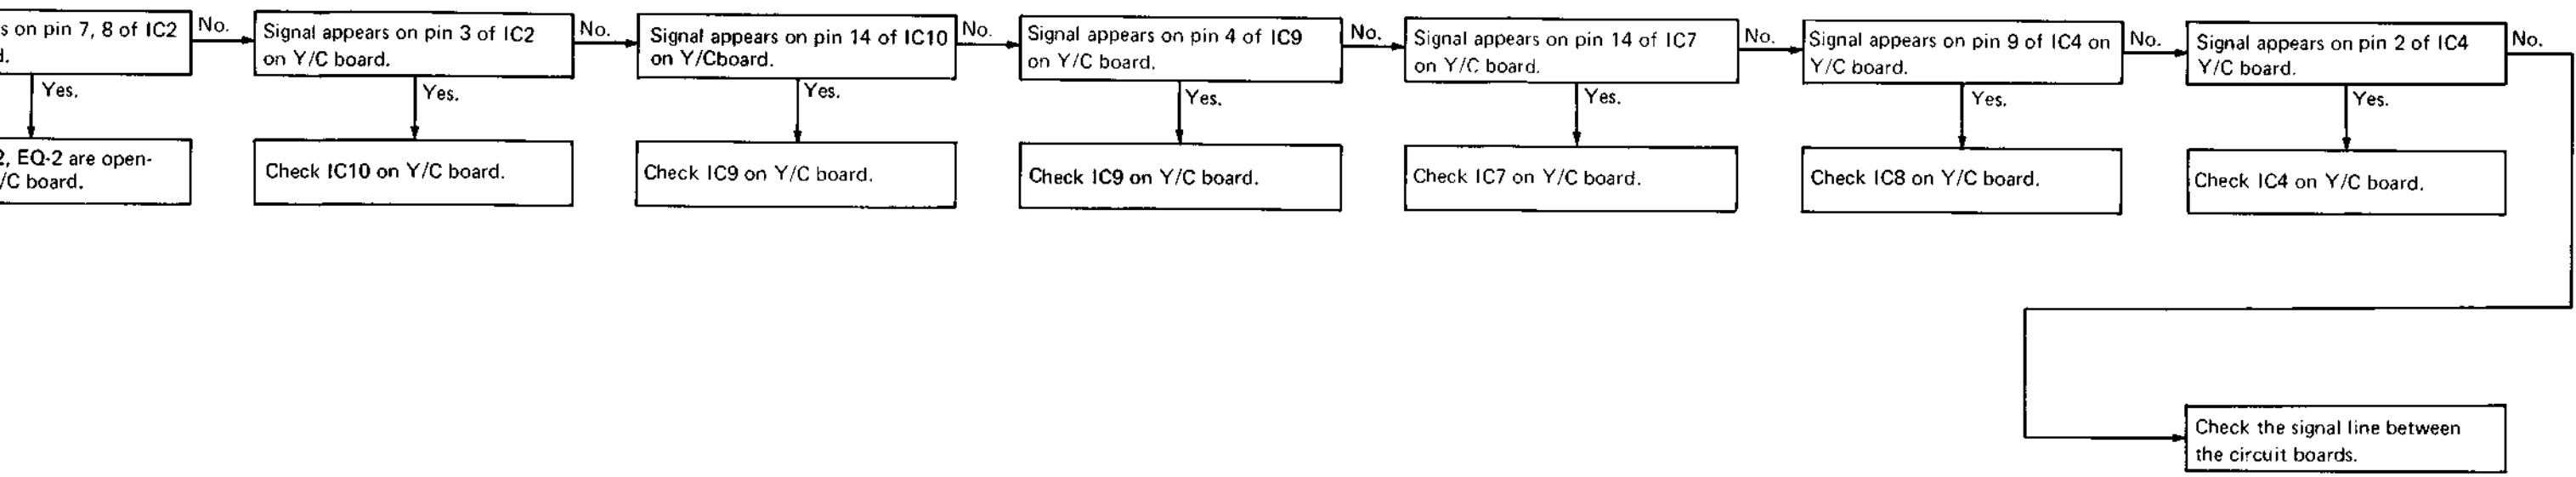 s on pin 7, 8 of IC2
d.
No.
Signal appears on pin 3 of IC2
on Y/C board.
No.
Signal appears on pin 14 of IC10
on Y/Cboard.
No.
Signal appears on pin 4 of IC9
on Y/C board.
No.
Signal appears on pin 14 of IC7
on Y/C board.
No.
Signal appears on pin 9 of IC4 on
Y/C board.
No.
Signal appears on pin 2 of IC4
Y/C board.
No.
Yes.
Yes.
Yes.
Yes.
Yes.
Yes.
Yes.
2, EQ-2 are open-
/C board.
Check IC10 on Y/C board.
Check IC9 on Y/C board.
Check IC9 on Y/C board.
Check IC7 on Y/C board.
Check IC8 on Y/C board.
Check IC4 on Y/C board.
Check the signal line between
the circuit boards.